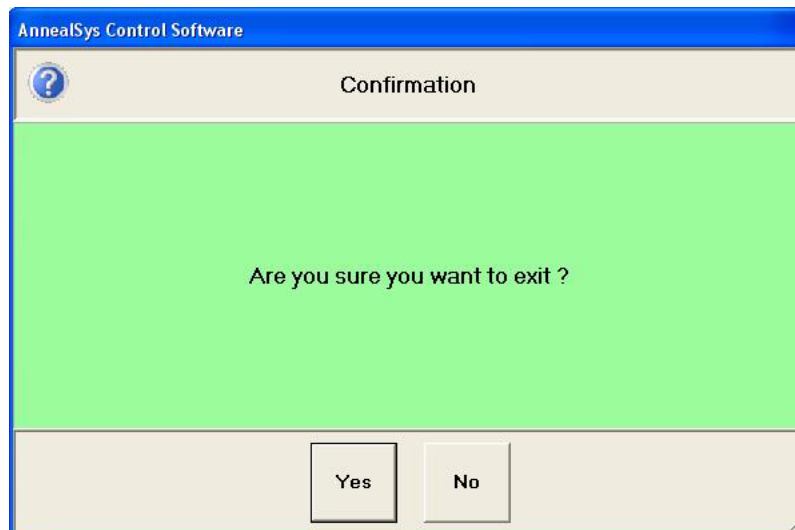 AnnealSys Control Software
Confirmation
Are you sure you want to exit ?
Yes No